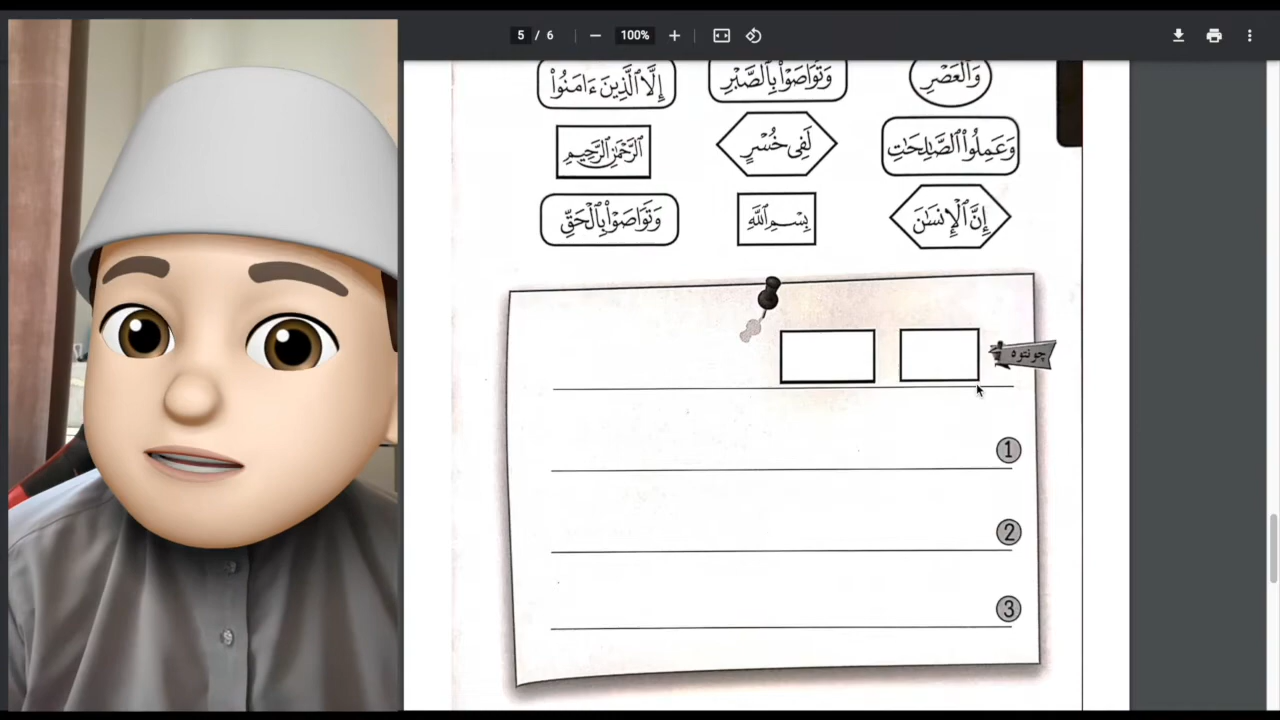 5 / 6 100%
وَٱلْعَصْرِ وَتَوَاصَوْا۟ بِٱلصَّبْرِ إِلَّا ٱلَّذِينَ ءَامَنُوا۟
وَعَمِلُوا۟ ٱلصَّـٰلِحَـٰتِ لَفِى خُسْرٍ ٱلرَّحْمَـٰنِ ٱلرَّحِيمِ
إِنَّ ٱلْإِنسَـٰنَ بِسْمِ ٱللَّهِ وَتَوَاصَوْا۟ بِٱلْحَقِّ
چونتوه
1
2
3